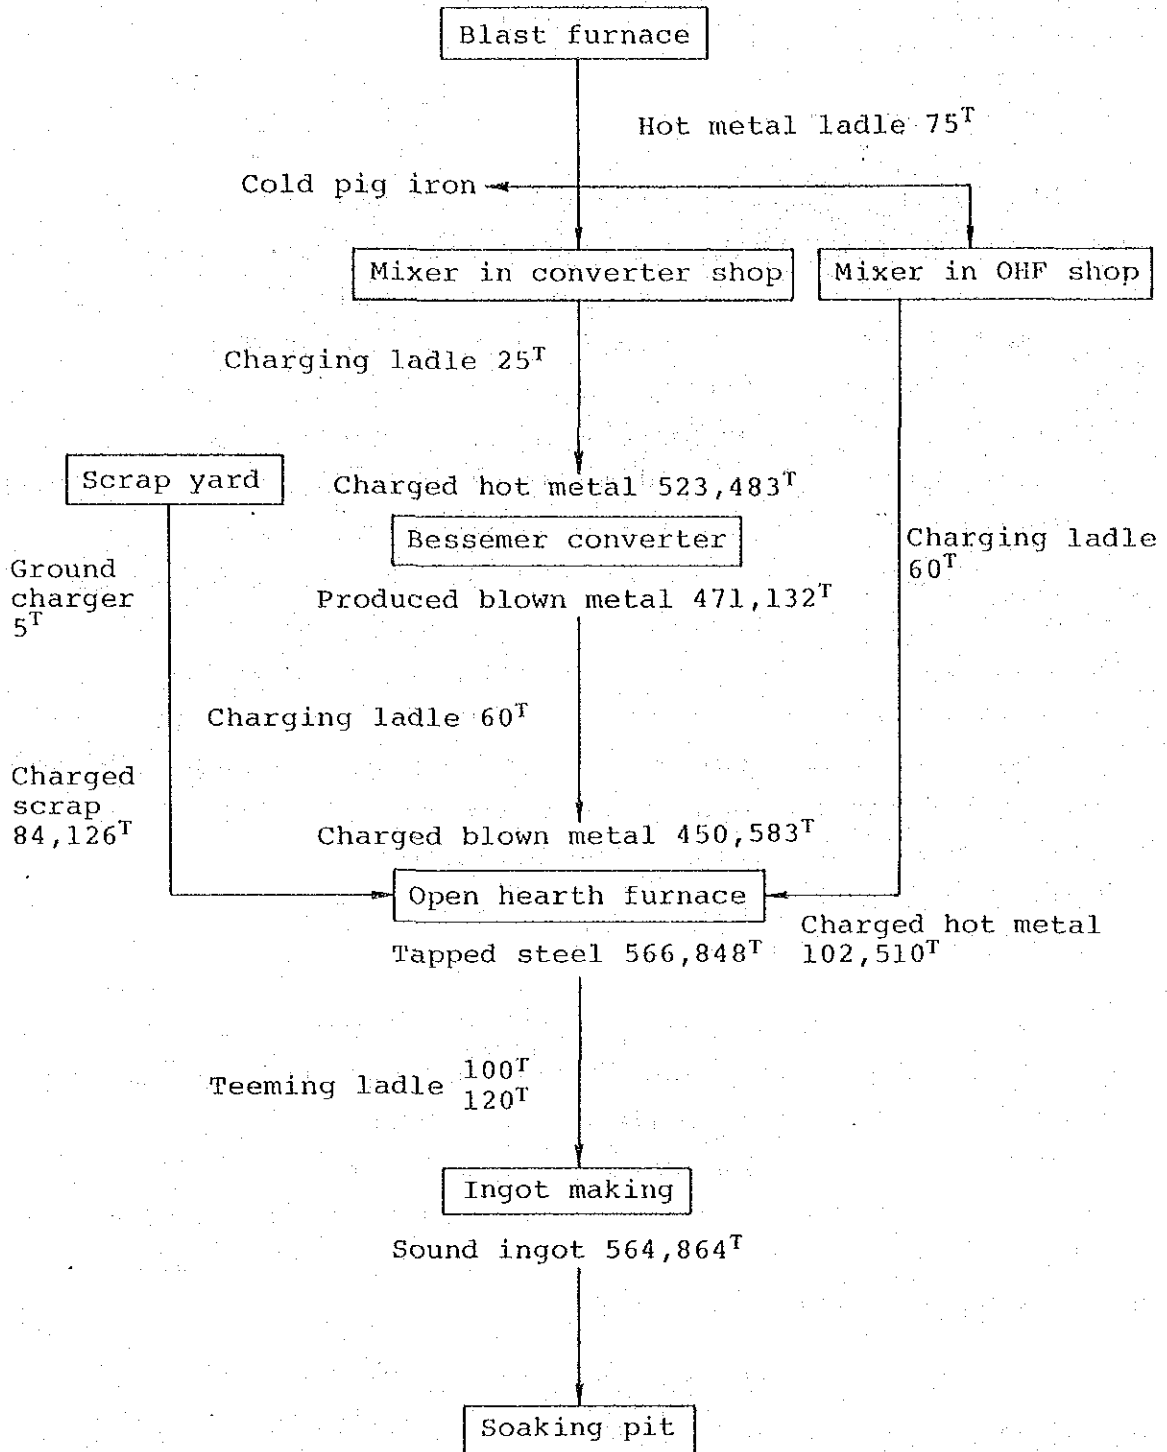 Blast furnace
Hot metal ladle 75T
Cold pig iron
Mixer in converter shop
Mixer in OHF shop
Charging ladle 25T
Scrap yard
Charged hot metal 523,483T
Bessemer converter
Charging ladle
60T
Ground
charger
5T
Produced blown metal 471,132T
Charging ladle 60T
Charged
scrap
84,126T
Charged blown metal 450,583T
Open hearth furnace
Charged hot metal
102,510T
Tapped steel 566,848T
Teeming ladle 100T
120T
Ingot making
Sound ingot 564,864T
Soaking pit